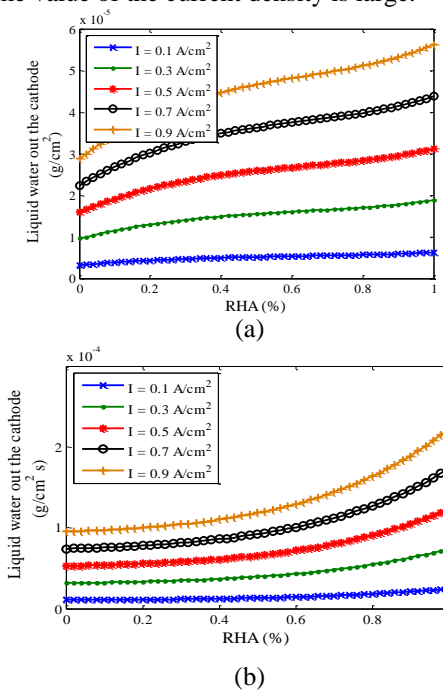 he value of the current density is large.
x 10⁻⁵
6
5
4
3
2
1
0
0
0.2
0.4
0.6
0.8
1
I = 0.1 A/cm²
I = 0.3 A/cm²
I = 0.5 A/cm²
I = 0.7 A/cm²
I = 0.9 A/cm²
Liquid water out the cathode
(g/cm²)
RHA (%)
(a)
x 10⁻⁴
2
1
0
0
0.2
0.4
0.6
0.8
I = 0.1 A/cm²
I = 0.3 A/cm²
I = 0.5 A/cm²
I = 0.7 A/cm²
I = 0.9 A/cm²
Liquid water out the cathode
(g/cm² s)
RHA (%)
(b)